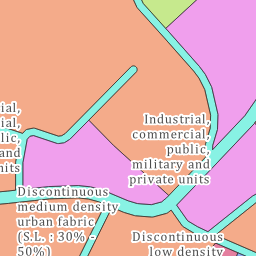 Industrial,
commercial,
public,
military and
private units
Discontinuous
medium density
urban fabric
(S.L. : 30% -
50%)
Discontinuous
low density